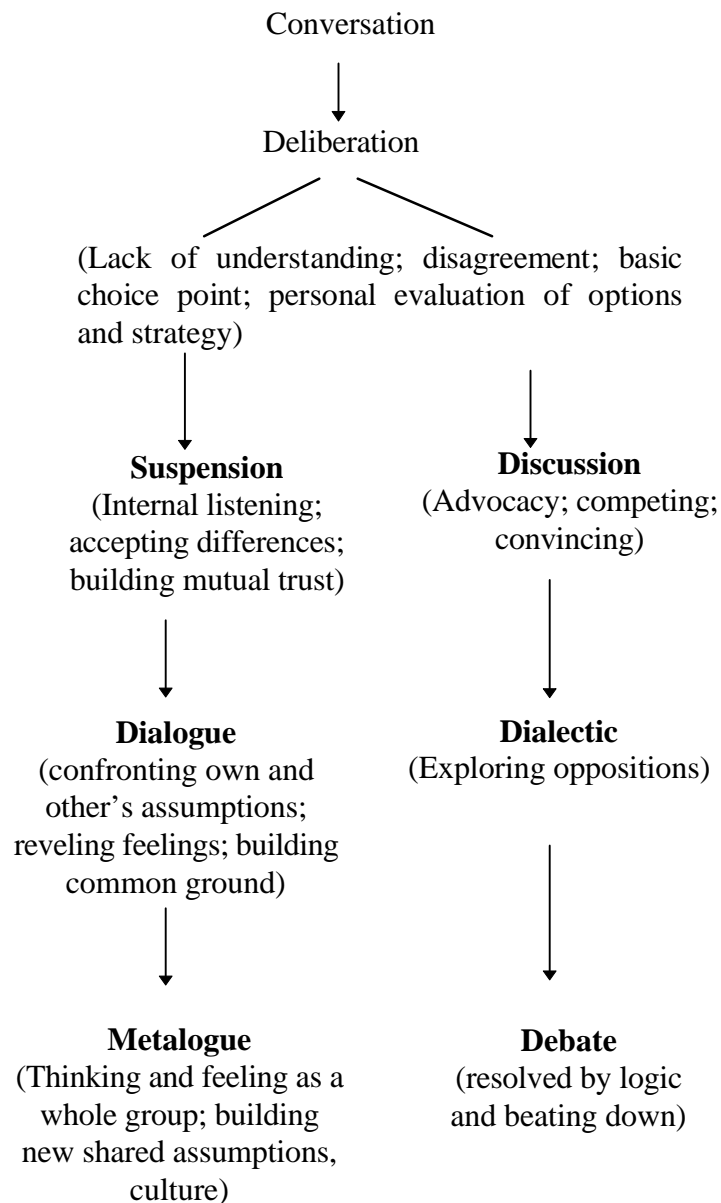 Conversation
Deliberation
(Lack of understanding; disagreement; basic
choice point; personal evaluation of options
and strategy)
Suspension
(Internal listening;
accepting differences;
building mutual trust)
Discussion
(Advocacy; competing;
convincing)
Dialogue
(confronting own and
other’s assumptions;
reveling feelings; building
common ground)
Dialectic
(Exploring oppositions)
Metalogue
(Thinking and feeling as a
whole group; building
new shared assumptions,
culture)
Debate
(resolved by logic
and beating down)